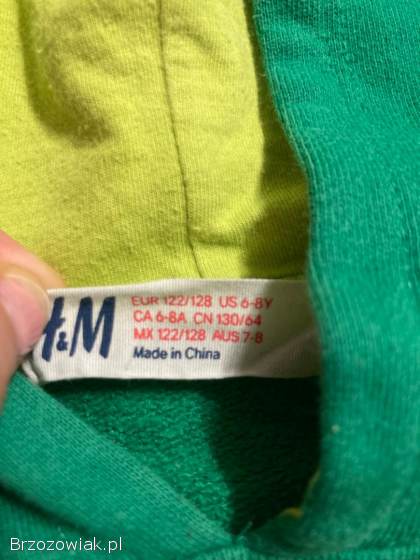 H&M
EUR 122/128 US 6-8Y
CA 6-8A CN 130/64
MX 122/128 AUS 7-8
Made in China
Brzozowiak.pl